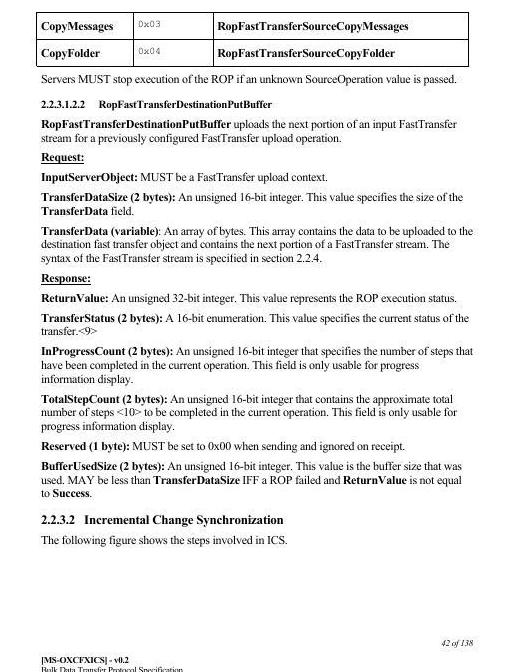 CopyMessages 0x03 RopFastTransferSourceCopyMessages
CopyFolder 0x04 RopFastTransferSourceCopyFolder
Servers MUST stop execution of the ROP if an unknown SourceOperation value is passed.
2.2.3.1.2.2 RopFastTransferDestinationPutBuffer
RopFastTransferDestinationPutBuffer uploads the next portion of an input FastTransfer
stream for a previously configured FastTransfer upload operation.
Request:
InputServerObject: MUST be a FastTransfer upload context.
TransferDataSize (2 bytes): An unsigned 16-bit integer. This value specifies the size of the
TransferData field.
TransferData (variable): An array of bytes. This array contains the data to be uploaded to the
destination fast transfer object and contains the next portion of a FastTransfer stream. The
syntax of the FastTransfer stream is specified in section 2.2.4.
Response:
ReturnValue: An unsigned 32-bit integer. This value represents the ROP execution status.
TransferStatus (2 bytes): A 16-bit enumeration. This value specifies the current status of the
transfer.<9>
InProgressCount (2 bytes): An unsigned 16-bit integer that specifies the number of steps that
have been completed in the current operation. This field is only usable for progress
information display.
TotalStepCount (2 bytes): An unsigned 16-bit integer that contains the approximate total
number of steps <10> to be completed in the current operation. This field is only usable for
progress information display.
Reserved (1 byte): MUST be set to 0x00 when sending and ignored on receipt.
BufferUsedSize (2 bytes): An unsigned 16-bit integer. This value is the buffer size that was
used. MAY be less than TransferDataSize IFF a ROP failed and ReturnValue is not equal
to Success.
2.2.3.2 Incremental Change Synchronization
The following figure shows the steps involved in ICS.
42 of 138
[MS-OXCFXICS] - v0.2
Bulk Data Transfer Protocol Specification